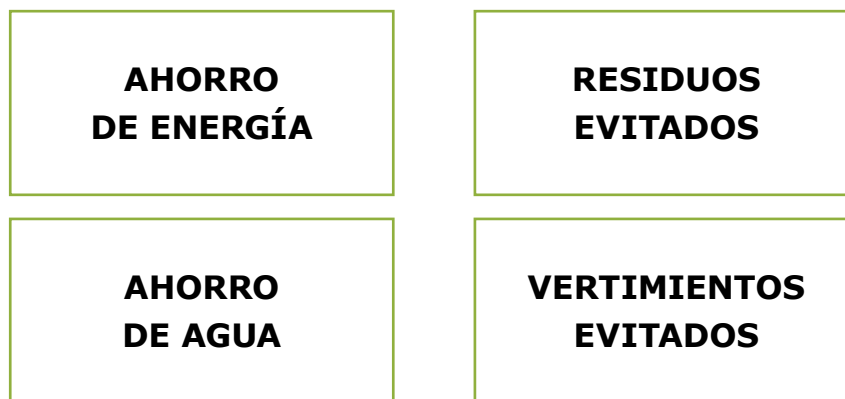 AHORRO
DE ENERGÍA
RESIDUOS
EVITADOS
AHORRO
DE AGUA
VERTIMIENTOS
EVITADOS